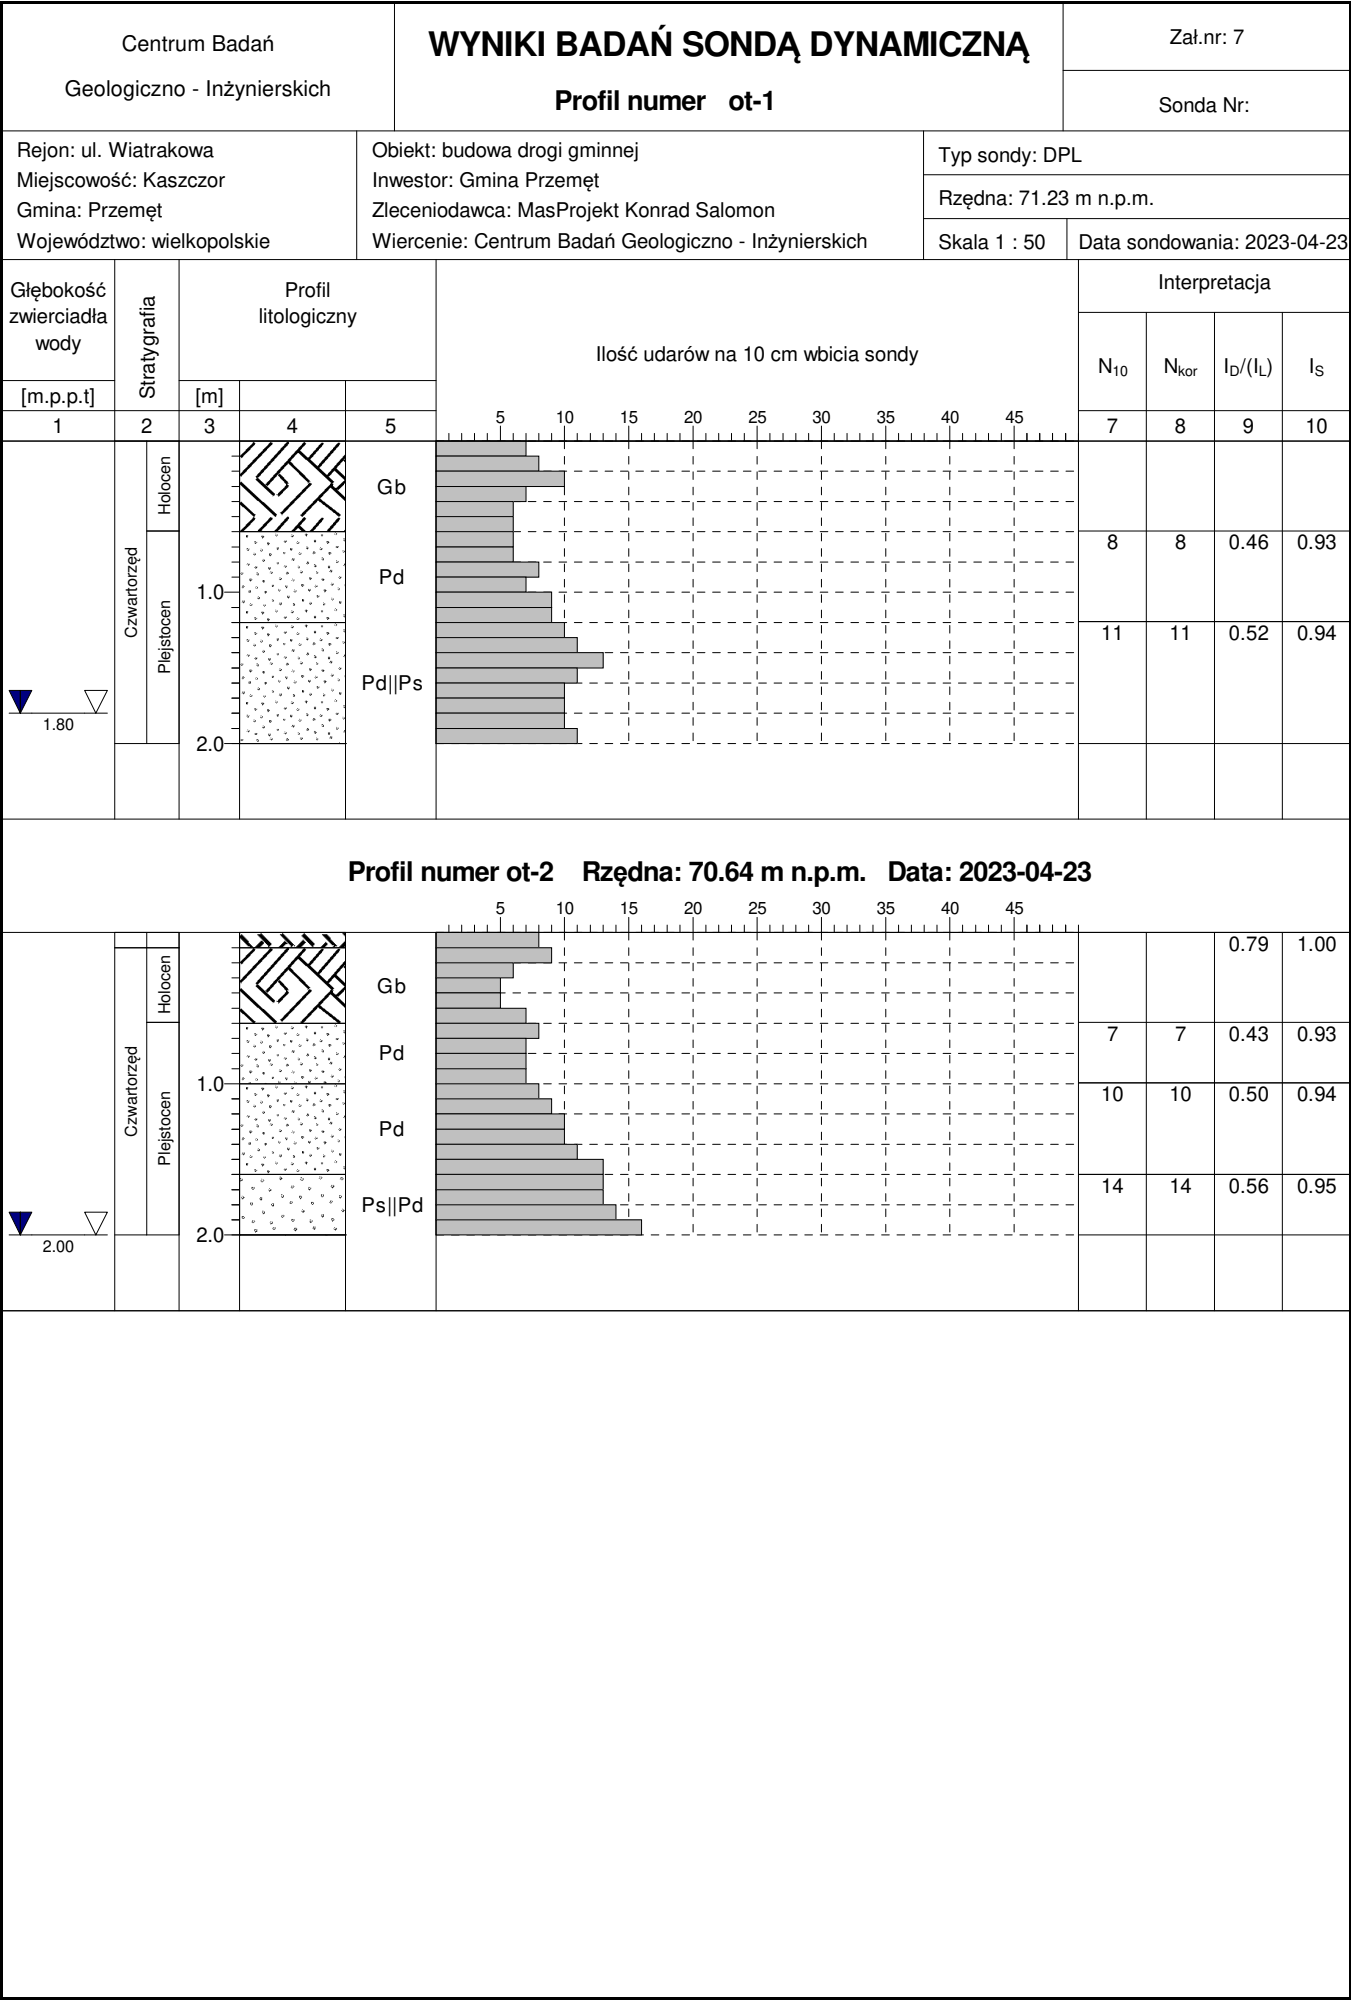 Centrum Badań
Geologiczno - Inżynierskich
WYNIKI BADAŃ SONDĄ DYNAMICZNĄ
Profil numer ot-1
Zał.nr: 7
Sonda Nr:
Rejon: ul. Wiatrakowa
Miejscowość: Kaszczor
Gmina: Przemęt
Województwo: wielkopolskie
Obiekt: budowa drogi gminnej
Inwestor: Gmina Przemęt
Zleceniodawca: MasProjekt Konrad Salomon
Wiercenie: Centrum Badań Geologiczno - Inżynierskich
Typ sondy: DPL
Rzędna: 71.23 m n.p.m.
Skala 1 : 50 Data sondowania: 2023-04-23
Głębokość
zwierciadła
wody
[m.p.p.t]
Stratygrafia
Profil
litologiczny
[m]
Ilość udarów na 10 cm wbicia sondy
Interpretacja
N10 Nkor ID/(IL) IS
5 10 15 20 25 30 35 40 45
1 2 3 4 5 7 8 9 10
Czwartorzęd
Holocen
Plejstocen
Gb
Pd
8 8 0.46 0.93
1.0
11 11 0.52 0.94
Pd||Ps
1.80
2.0
Profil numer ot-2 Rzędna: 70.64 m n.p.m. Data: 2023-04-23
5 10 15 20 25 30 35 40 45
0.79 1.00
Czwartorzęd
Holocen
Plejstocen
Gb
7 7 0.43 0.93
Pd
1.0
10 10 0.50 0.94
Pd
14 14 0.56 0.95
Ps||Pd
2.0
2.00